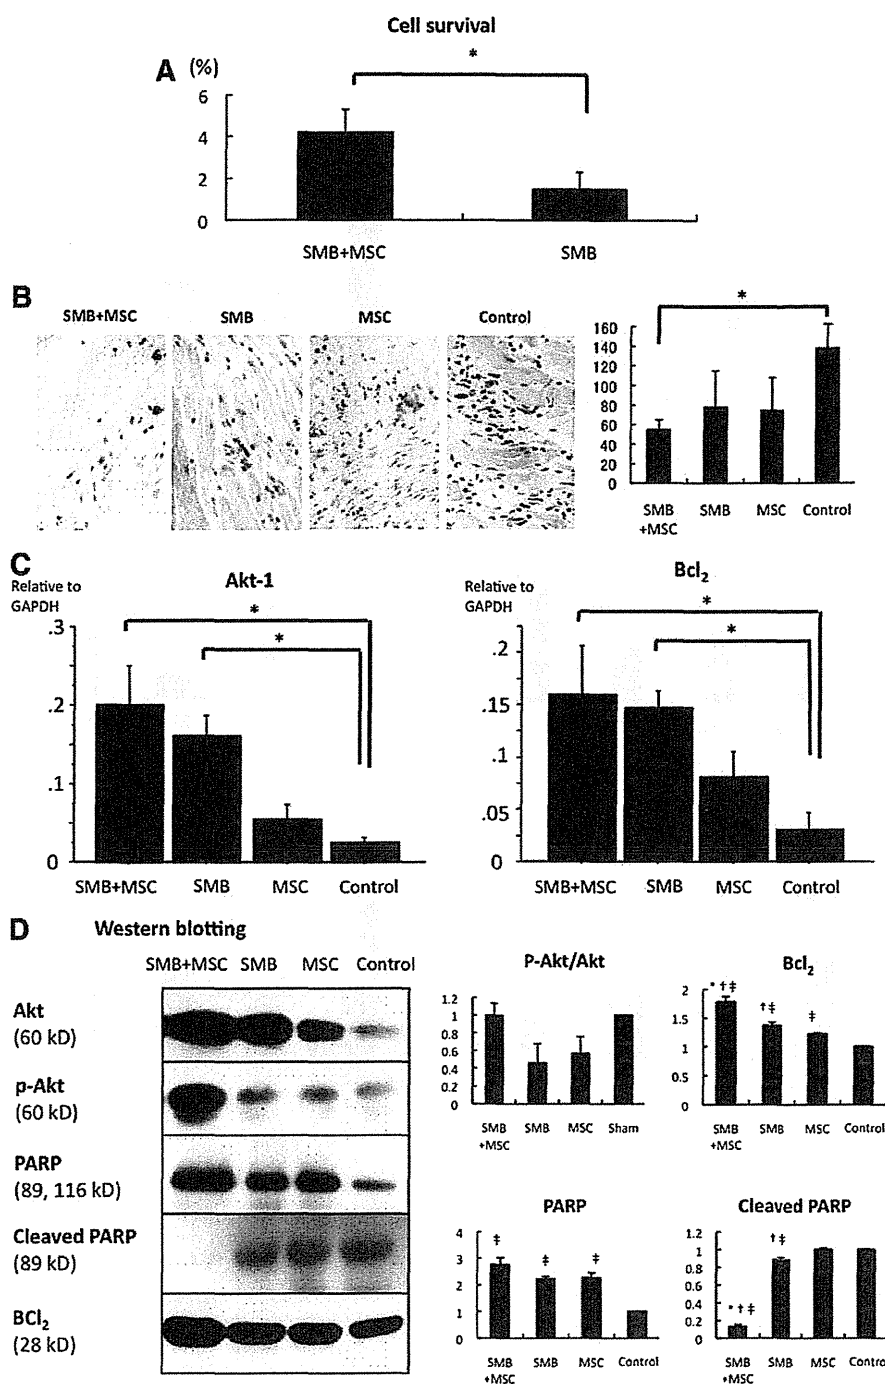 Cell survival
A (%)
*
6
4
2
0
SMB+MSC SMB
B
SMB+MSC SMB MSC Control
*
160
140
120
100
80
60
40
20
0
SMB
+MSC SMB MSC Control
C
Relative to
GAPDH
Akt-1
*
*
.3
.2
.1
0
SMB+MSC SMB MSC Control
Relative to
GAPDH
Bcl2
*
*
.2
.15
.1
.05
0
SMB+MSC SMB MSC Control
D Western blotting
SMB+MSC SMB MSC Control
Akt
(60 kD)
p-Akt
(60 kD)
PARP
(89, 116 kD)
Cleaved PARP
(89 kD)
BCl2
(28 kD)
P-Akt/Akt
1.2
1
0.8
0.6
0.4
0.2
0
SMB
+MSC SMB MSC Sham
Bcl2
* † ‡
† ‡
‡
2
1.5
1
0.5
0
SMB
+MSC SMB MSC Control
PARP
‡ ‡ ‡
4
3
2
1
0
SMB
+MSC SMB MSC Control
Cleaved PARP
† ‡
* † ‡
1.2
1
0.8
0.6
0.4
0.2
0
SMB
+MSC SMB MSC Control